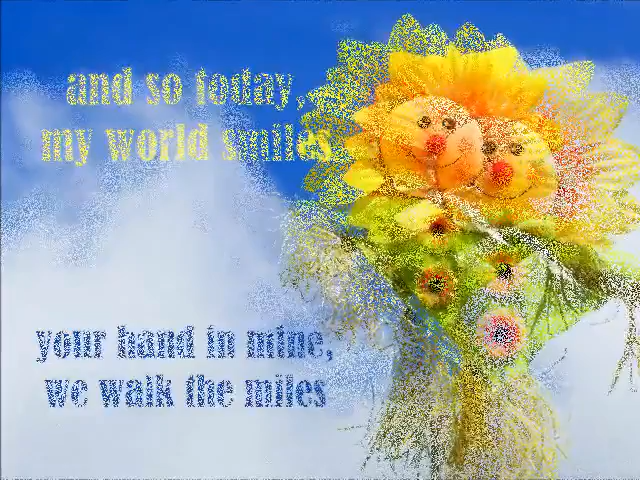 and so today,
my world smiles
your hand in mine,
we walk the miles